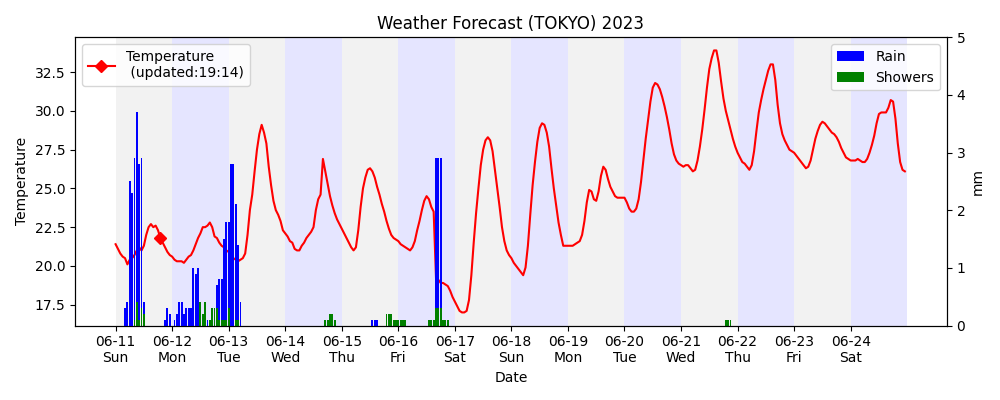 Weather Forecast (TOKYO) 2023
Temperature
(updated:19:14)
Rain
Showers
Temperature
32.5
30.0
27.5
25.0
22.5
20.0
17.5
5
4
3
2
1
0
mm
06-11 06-12 06-13 06-14 06-15 06-16 06-17 06-18 06-19 06-20 06-21 06-22 06-23 06-24
Sun Mon Tue Wed Thu Fri Sat Sun Mon Tue Wed Thu Fri Sat
Date